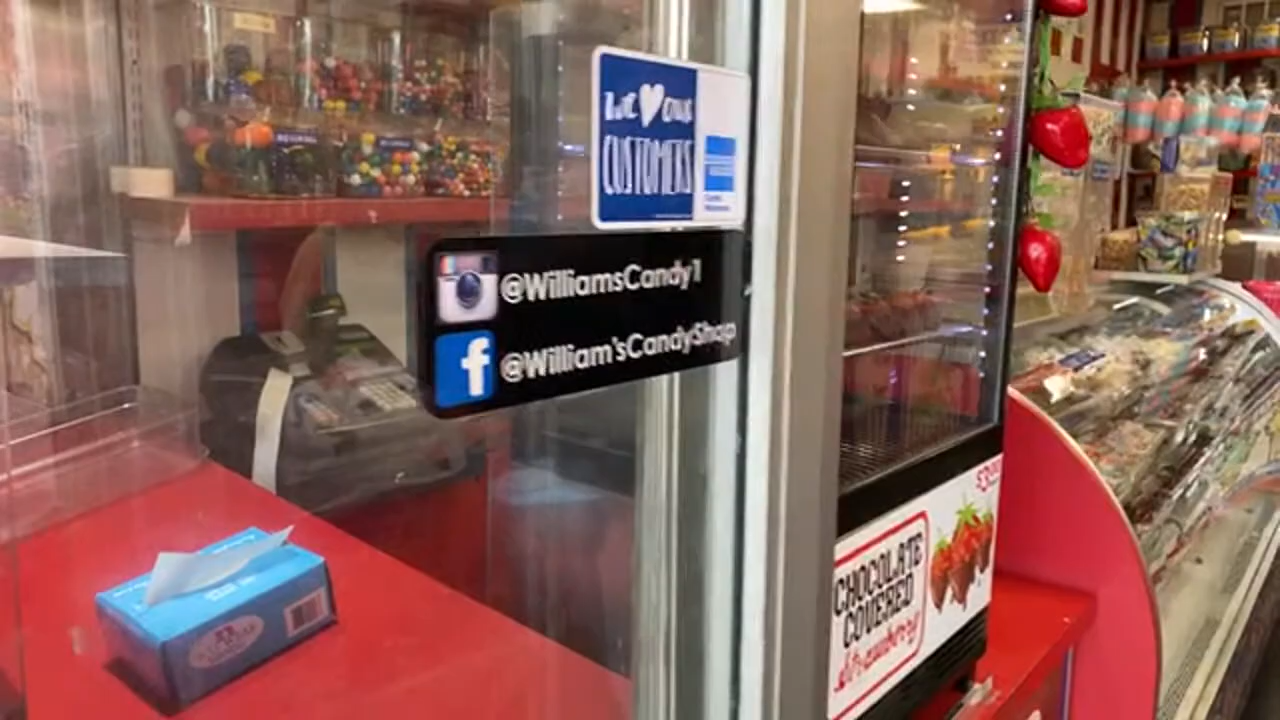 WE OUR
CUSTOMERS
@WilliamsCandy1
f @William'sCandyShop
CHOCOLATE
COVERED
strawberry